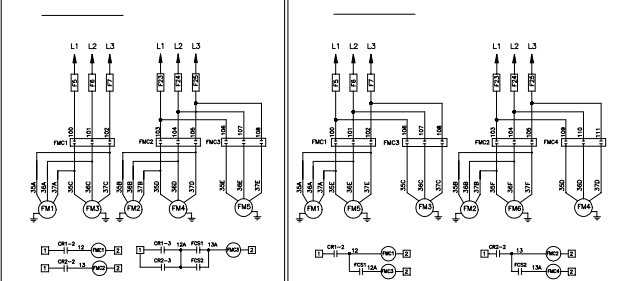 L1 L2 L3 L1 L2 L3
F5 F6 F7 F23 F24 F25
100 101 102 103 104 105 106 107 108
FMC1 FMC2 FMC3
35A 36A 37A 35C 36C 37C 35B 36B 37B 35D 36D 37D 35E 36E 37E
FM1 FM3 FM2 FM4 FM5
1 CR1-2 12 FMC1 2
CR2-2 13 FMC2 2
1 CR1-3 12A FCS1 13A FMC3 2
CR2-3 FCS2
L1 L2 L3 L1 L2 L3
F5 F6 F7 F23 F24 F25
100 101 102 106 107 108 103 104 105 109 110 111
FMC1 FMC3 FMC2 FMC4
35A 36A 37A 35E 36E 37E 35C 36C 37C 35B 36B 37B 35F 36F 37F 35D 36D 37D
FM1 FM5 FM3 FM2 FM6 FM4
1 CR1-2 12 FMC1 2
FCS1 12A FMC3 2
1 CR2-2 13 FMC2 2
FCS2 13A FMC4 2